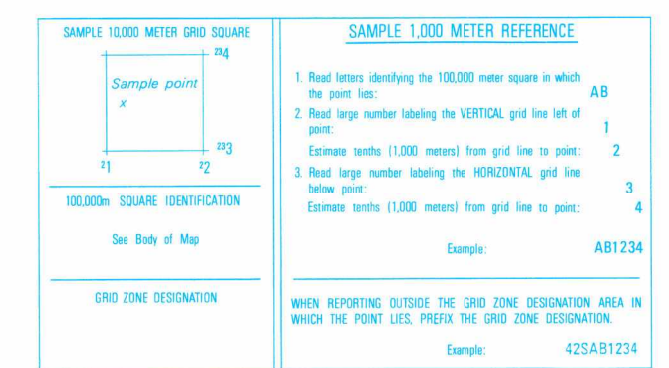 SAMPLE 10,000 METER GRID SQUARE
²³4
Sample point
x
²³3
²1
²2
100,000m SQUARE IDENTIFICATION
See Body of Map
GRID ZONE DESIGNATION
SAMPLE 1,000 METER REFERENCE
1. Read letters identifying the 100,000 meter square in which
the point lies: AB
2. Read large number labeling the VERTICAL grid line left of
point: 1
Estimate tenths (1,000 meters) from grid line to point: 2
3. Read large number labeling the HORIZONTAL grid line
below point: 3
Estimate tenths (1,000 meters) from grid line to point: 4
Example: AB1234
WHEN REPORTING OUTSIDE THE GRID ZONE DESIGNATION AREA IN
WHICH THE POINT LIES, PREFIX THE GRID ZONE DESIGNATION.
Example: 42SAB1234